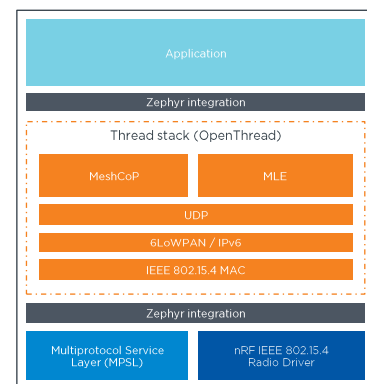 Application
Zephyr integration
Thread stack (OpenThread)
MeshCoP
MLE
UDP
6LoWPAN / IPv6
IEEE 802.15.4 MAC
Zephyr integration
Multiprotocol Service
Layer (MPSL)
nRF IEEE 802.15.4
Radio Driver